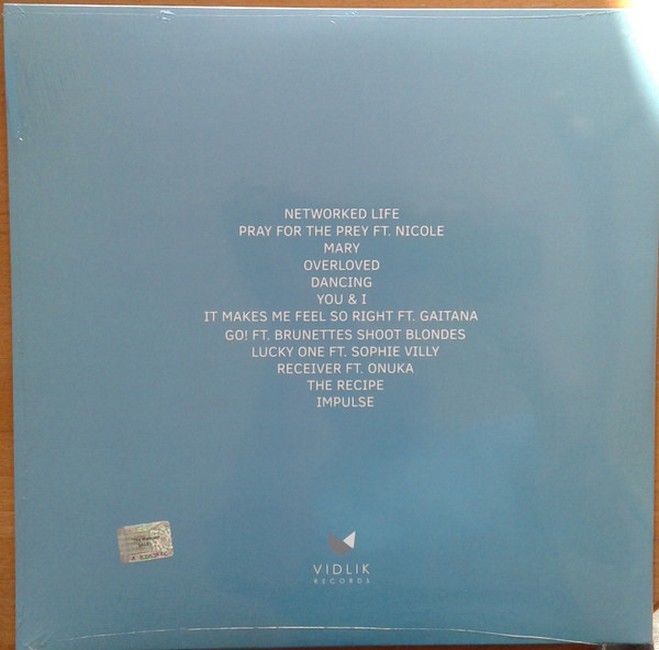 NETWORKED LIFE
PRAY FOR THE PREY FT. NICOLE
MARY
OVERLOVED
DANCING
YOU & I
IT MAKES ME FEEL SO RIGHT FT. GAITANA
GO! FT. BRUNETTES SHOOT BLONDES
LUCKY ONE FT. SOPHIE VILLY
RECEIVER FT. ONUKA
THE RECIPE
IMPULSE
VIDLIK
RECORDS